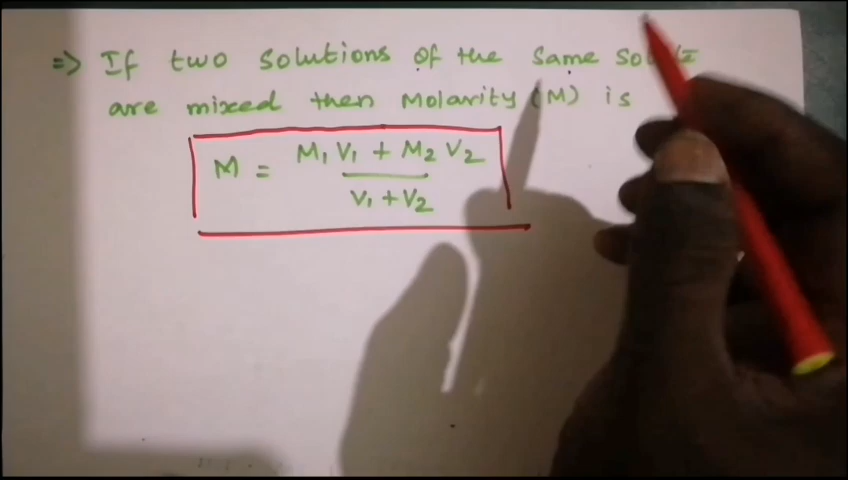 => If two solutions of the same
are mixed then Molarity (M) is
M = M₁ V₁ + M₂ V₂
V₁ + V₂